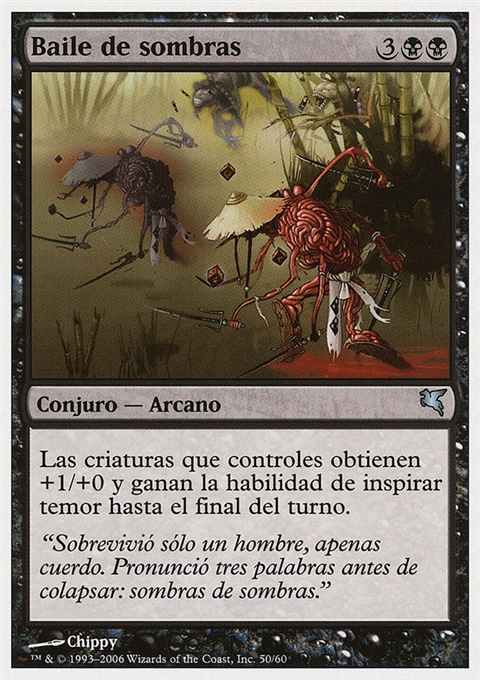 Baile de sombras 3
Conjuro — Arcano
Las criaturas que controles obtienen
+1/+0 y ganan la habilidad de inspirar
temor hasta el final del turno.
“Sobrevivió sólo un hombre, apenas
cuerdo. Pronunció tres palabras antes de
colapsar: sombras de sombras.”
Chippy
™ & © 1993–2006 Wizards of the Coast, Inc. 50/60